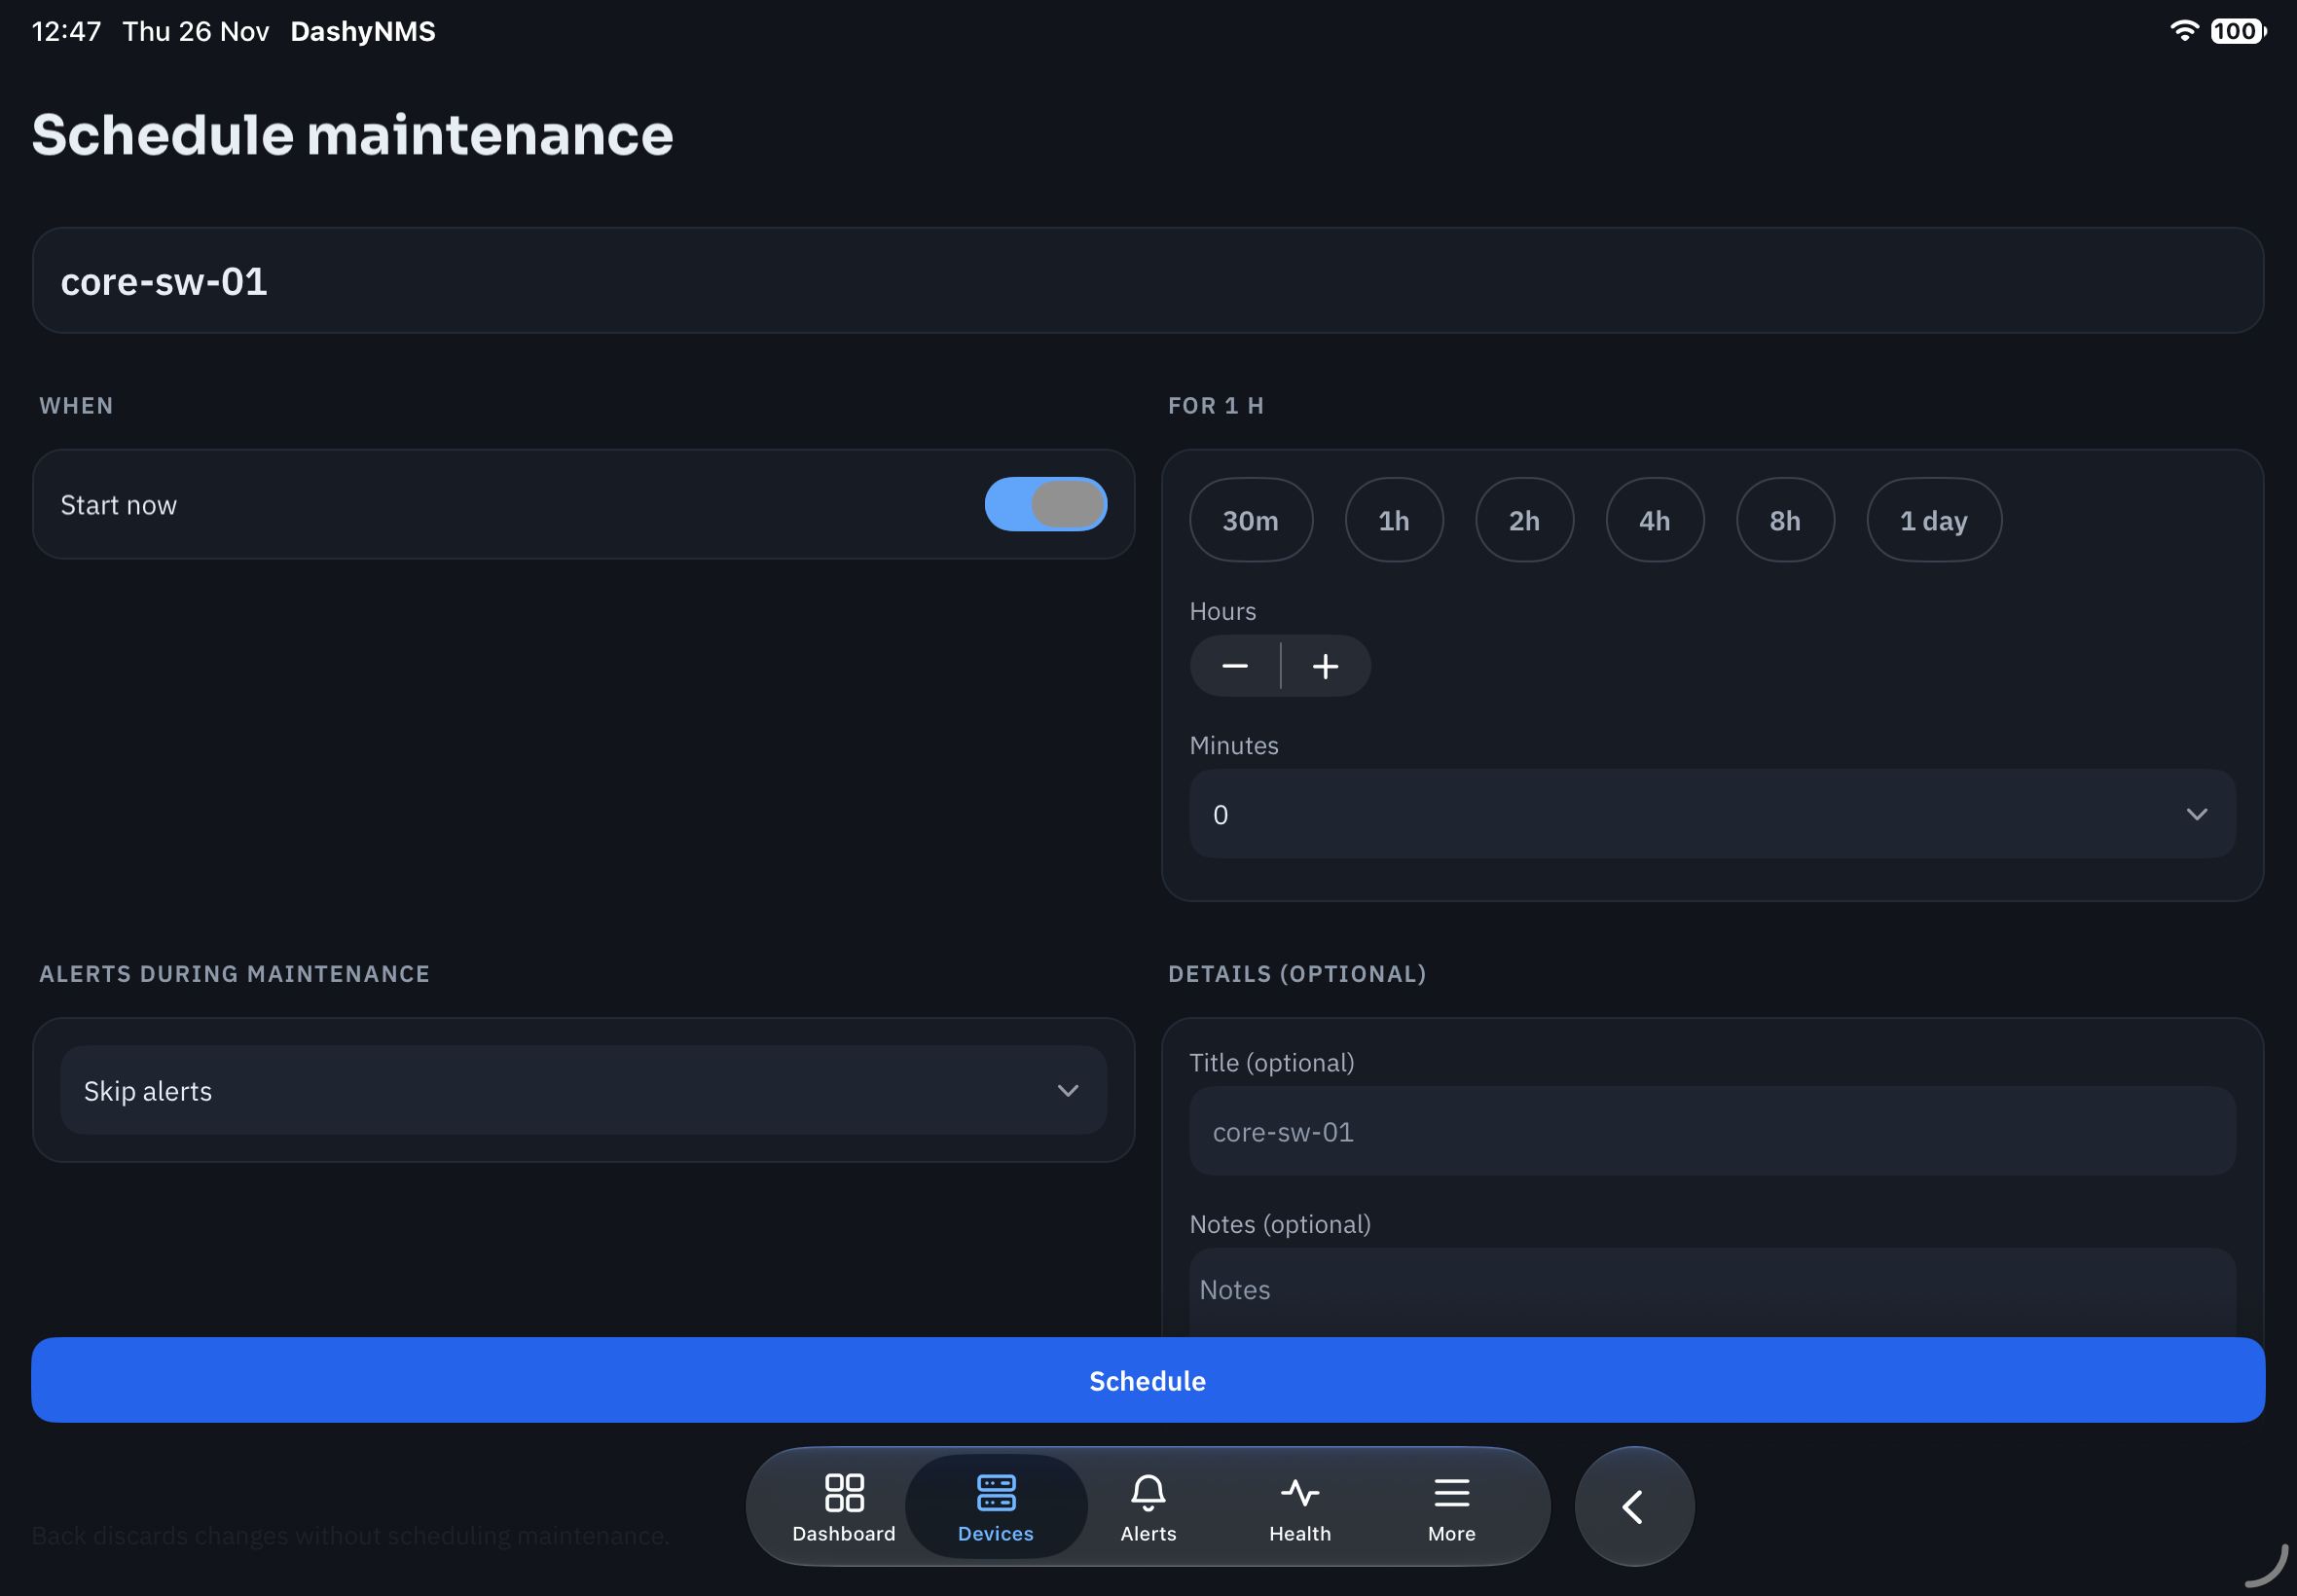 12:47 Thu 26 Nov DashyNMS 100
Schedule maintenance
core-sw-01
WHEN
Start now
FOR 1 H
30m 1h 2h 4h 8h 1 day
Hours
Minutes
0
ALERTS DURING MAINTENANCE
Skip alerts
DETAILS (OPTIONAL)
Title (optional)
core-sw-01
Notes (optional)
Notes
Schedule
Back discards changes without scheduling maintenance.
Dashboard Devices Alerts Health More